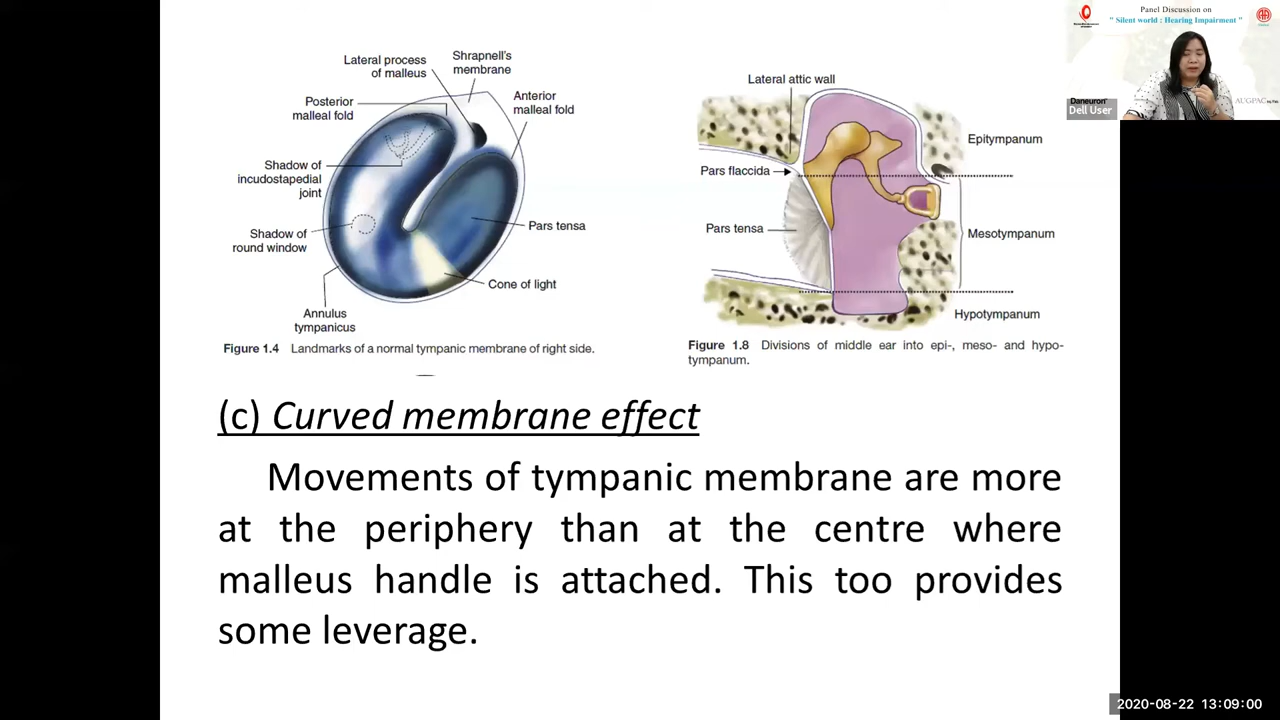 Panel Discussion on
" Silent world : Hearing Impairment "
Daneuron
AUGPAC
Dell User
Lateral process
of malleus
Shrapnell's
membrane
Posterior
malleal fold
Anterior
malleal fold
Shadow of
incudostapedial
joint
Shadow of
round window
Pars tensa
Cone of light
Annulus
tympanicus
Figure 1.4 Landmarks of a normal tympanic membrane of right side.
Lateral attic wall
Epitympanum
Pars flaccida
Pars tensa
Mesotympanum
Hypotympanum
Figure 1.8 Divisions of middle ear into epi-, meso- and hypo-
tympanum.
(c) Curved membrane effect
Movements of tympanic membrane are more
at the periphery than at the centre where
malleus handle is attached. This too provides
some leverage.
2020-08-22 13:09:00